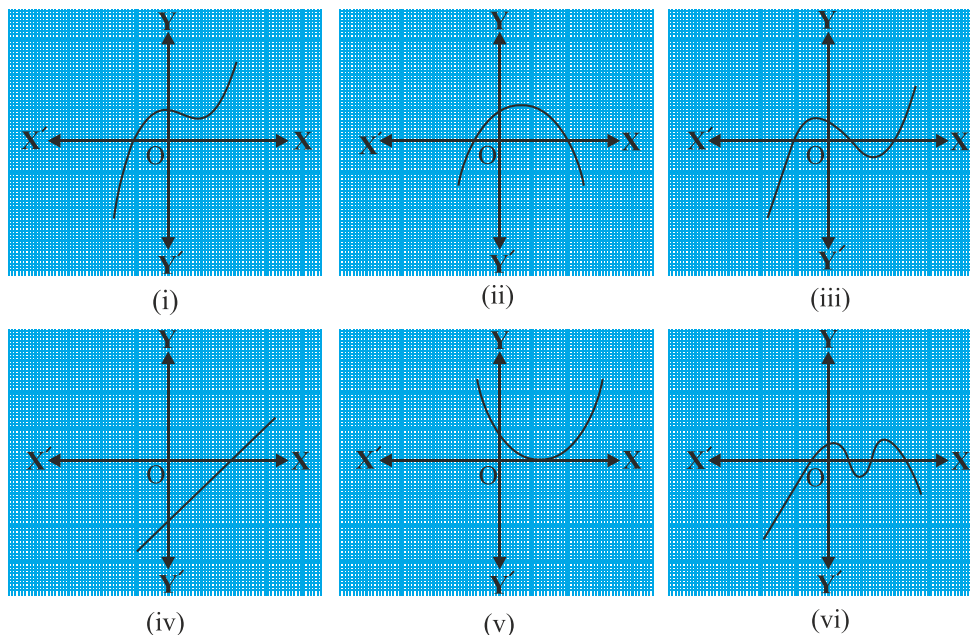 Y Y Y
X′ O X X′ O X X′ O X
Y′ Y′ Y′
(i) (ii) (iii)
Y Y Y
X′ O X X′ O X X′ O X
Y′ Y′ Y′
(iv) (v) (vi)